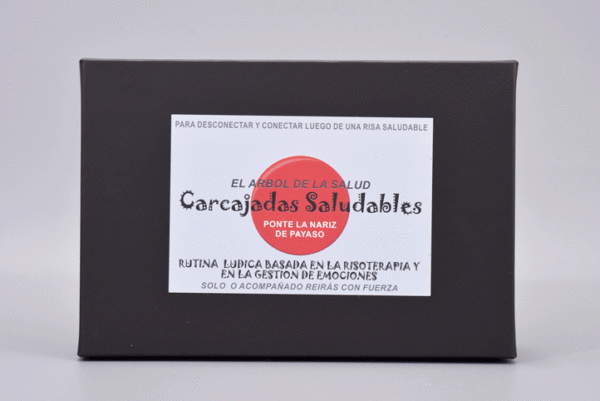 PARA DESCONECTAR Y CONECTAR LUEGO DE UNA RISA SALUDABLE
EL ARBOL DE LA SALUD
Carcajadas Saludables
PONTE LA NARIZ
DE PAYASO
RUTINA LUDICA BASADA EN LA RISOTERAPIA Y
EN LA GESTION DE EMOCIONES
SOLO O ACOMPAÑADO REIRÁS CON FUERZA